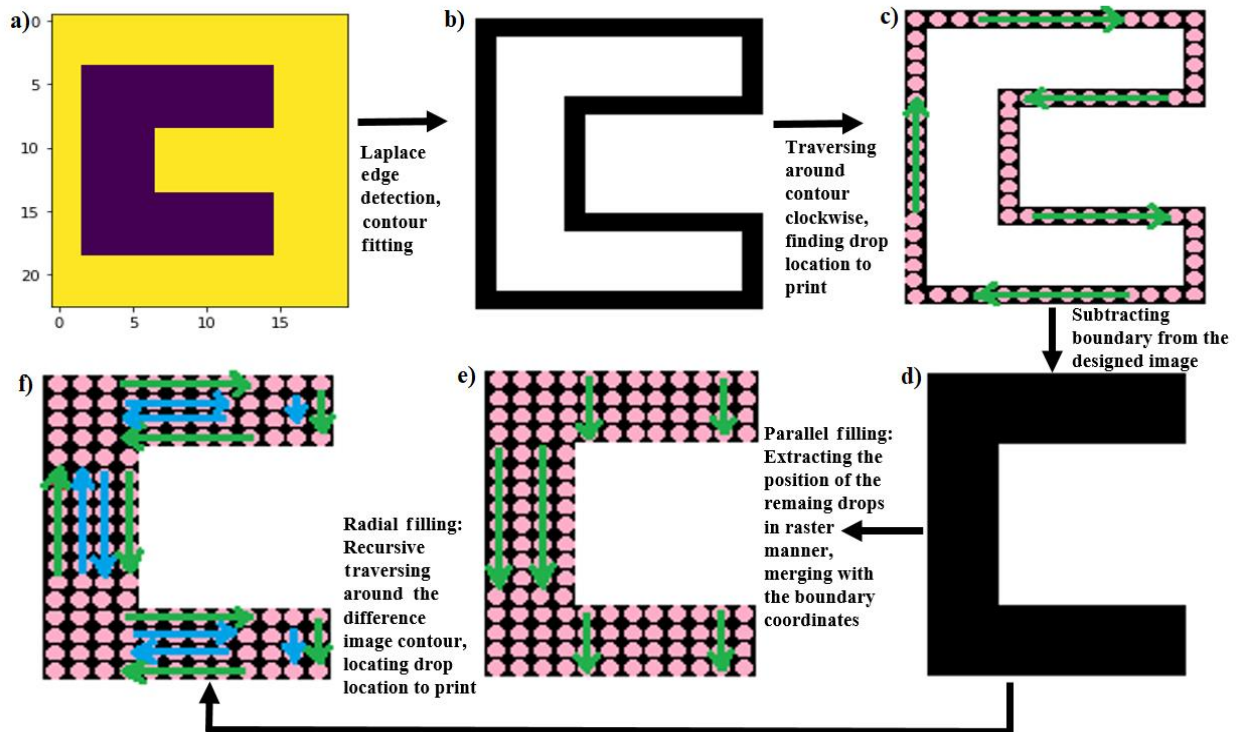 a)
0
5
10
15
20
0
5
10
15
Laplace
edge
detection,
contour
fitting
b)
Traversing
around
contour
clockwise,
finding drop
location to
print
c)
Subtracting
boundary from the
designed image
d)
Parallel filling:
Extracting the
position of the
remaing drops
in raster
manner,
merging with
the boundary
coordinates
e)
Radial filling:
Recursive
traversing
around the
difference
image contour,
locating drop
location to print
f)